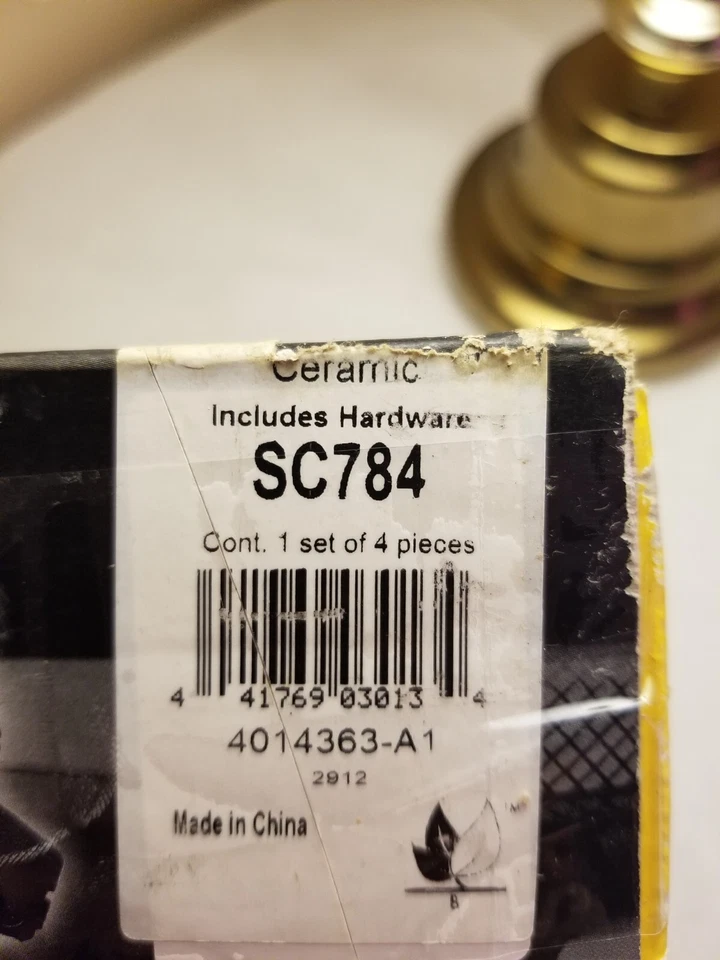 Ceramic
Includes Hardware
SC784
Cont. 1 set of 4 pieces
4 41769 03013 4
4014363-A1
2912
Made in China
B